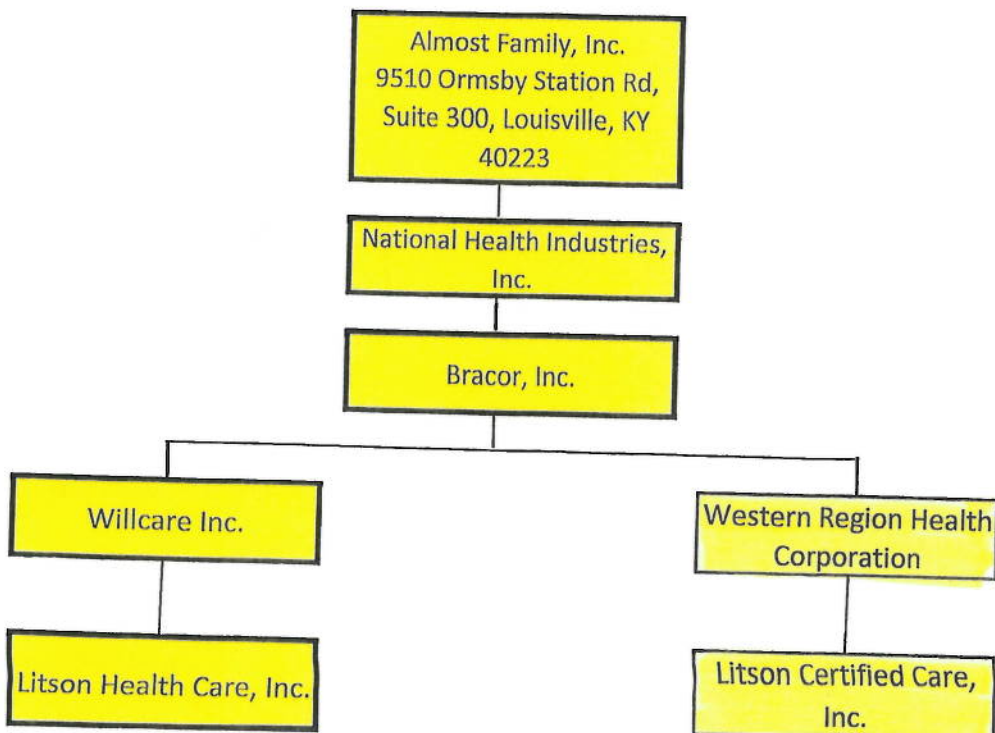 Almost Family, Inc.
9510 Ormsby Station Rd,
Suite 300, Louisville, KY
40223
National Health Industries,
Inc.
Bracor, Inc.
Willcare Inc.
Western Region Health
Corporation
Litson Health Care, Inc.
Litson Certified Care,
Inc.